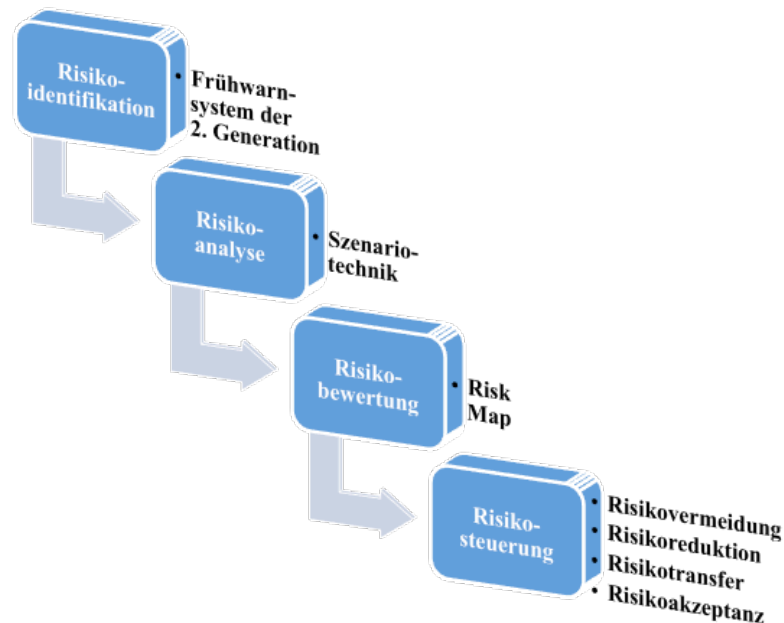 Risiko-
identifikation
• Frühwarn-
system der
2. Generation
Risiko-
analyse
• Szenario-
technik
Risiko-
bewertung
• Risk
Map
Risiko-
steuerung
• Risikovermeidung
• Risikoreduktion
• Risikotransfer
• Risikoakzeptanz